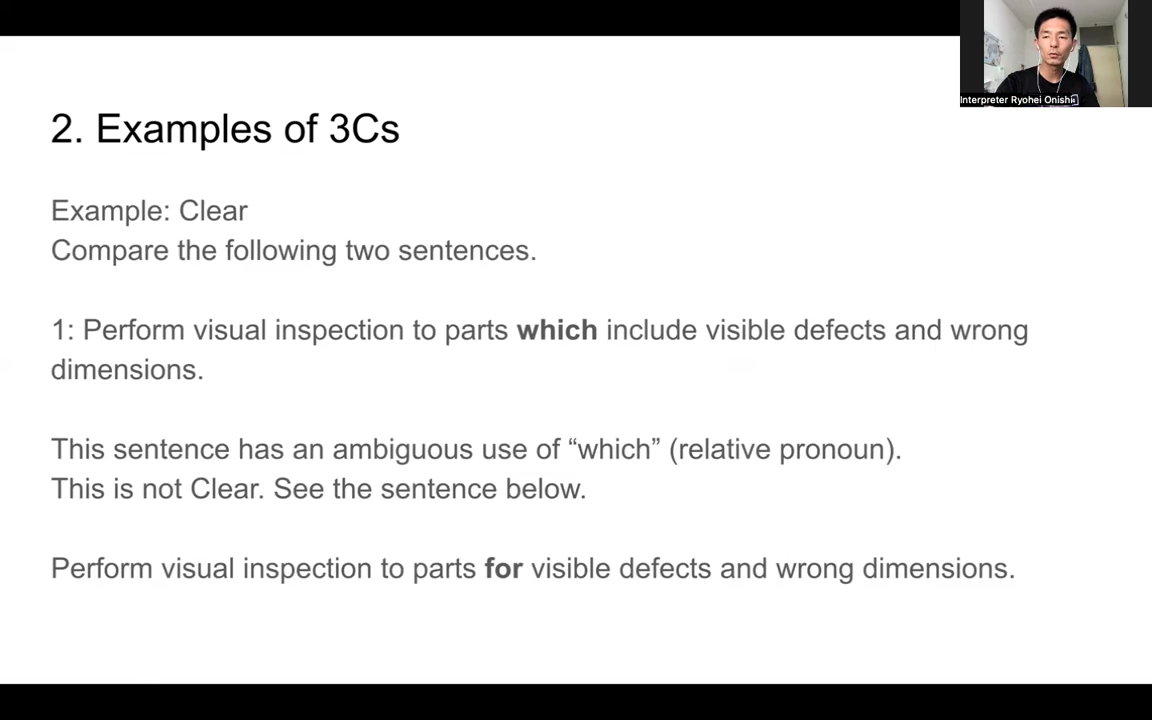 Interpreter Ryohei Onishi
2. Examples of 3Cs
Example: Clear
Compare the following two sentences.
1: Perform visual inspection to parts which include visible defects and wrong
dimensions.
This sentence has an ambiguous use of “which” (relative pronoun).
This is not Clear. See the sentence below.
Perform visual inspection to parts for visible defects and wrong dimensions.